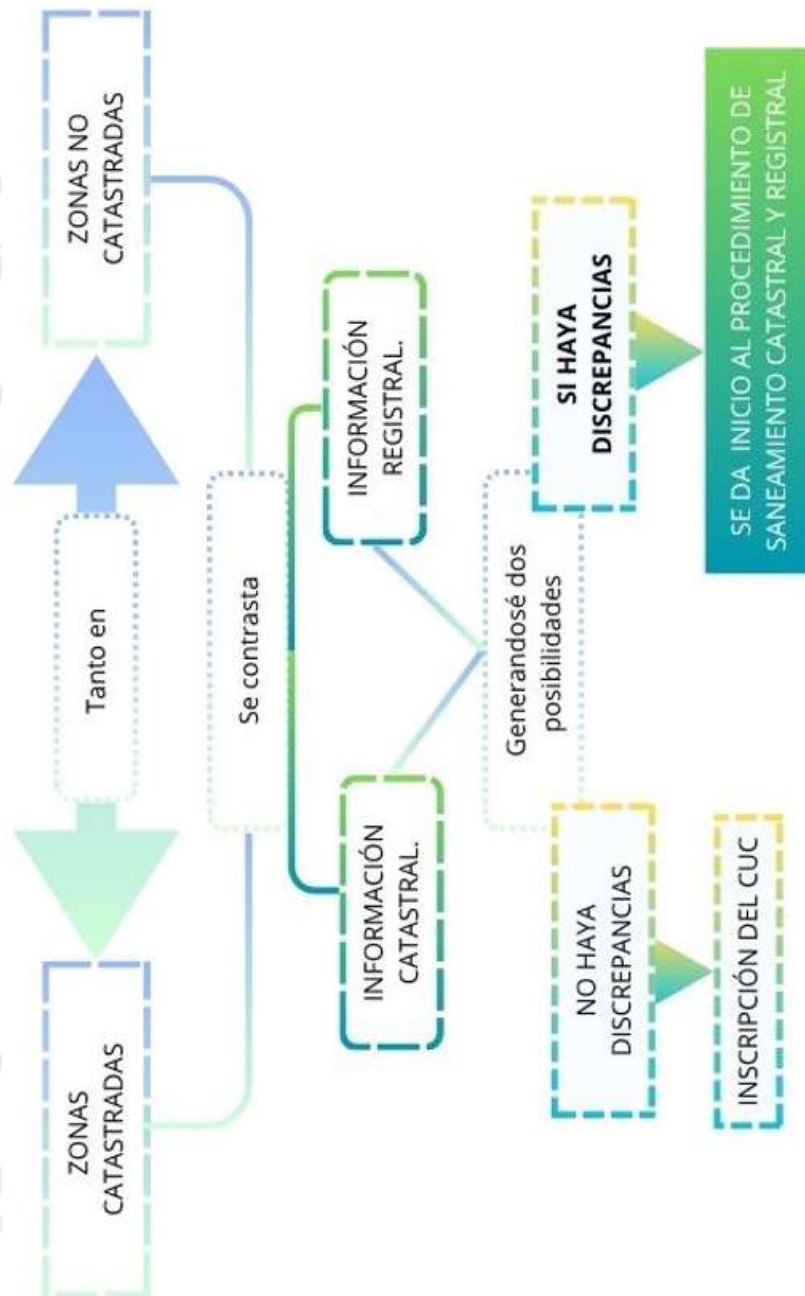 Tanto en
ZONAS
CATASTRADAS
ZONAS NO
CATASTRADAS
Se contrasta
INFORMACIÓN
CATASTRAL.
INFORMACIÓN
REGISTRAL.
Generandosé dos
posibilidades
NO HAYA
DISCREPANCIAS
SI HAYA
DISCREPANCIAS
INSCRIPCIÓN DEL CUC
SE DA INICIO AL PROCEDIMIENTO DE
SANEAMIENTO CATASTRAL Y REGISTRAL